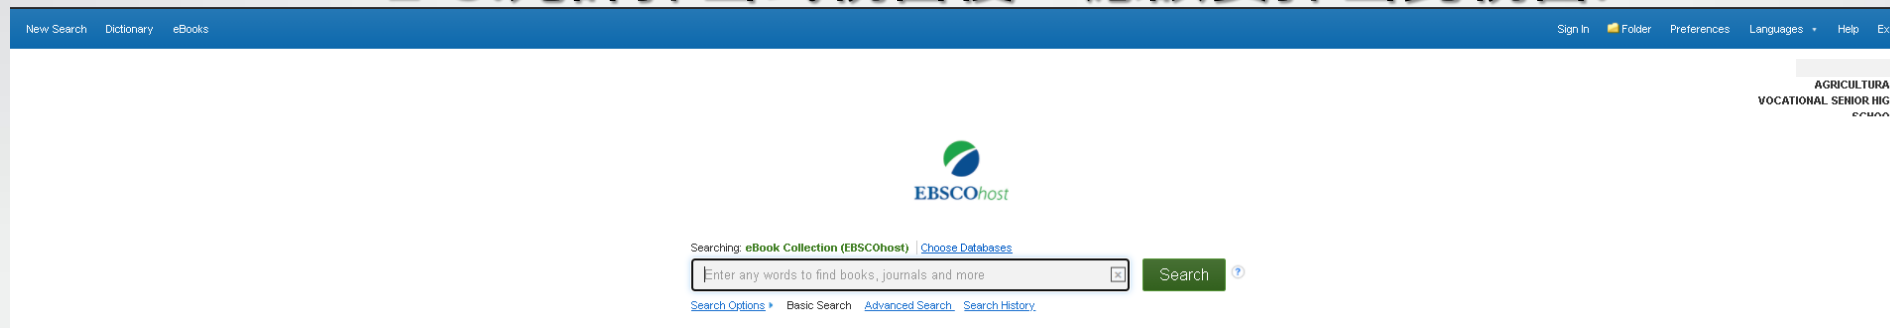 New Search Dictionary eBooks Sign In Folder Preferences Languages Help
AGRICULTURA
VOCATIONAL SENIOR HIG
EBSCOhost
Searching: eBook Collection (EBSCOhost) Choose Databases
Enter any words to find books, journals and more Search
Search Options Basic Search Advanced Search Search History